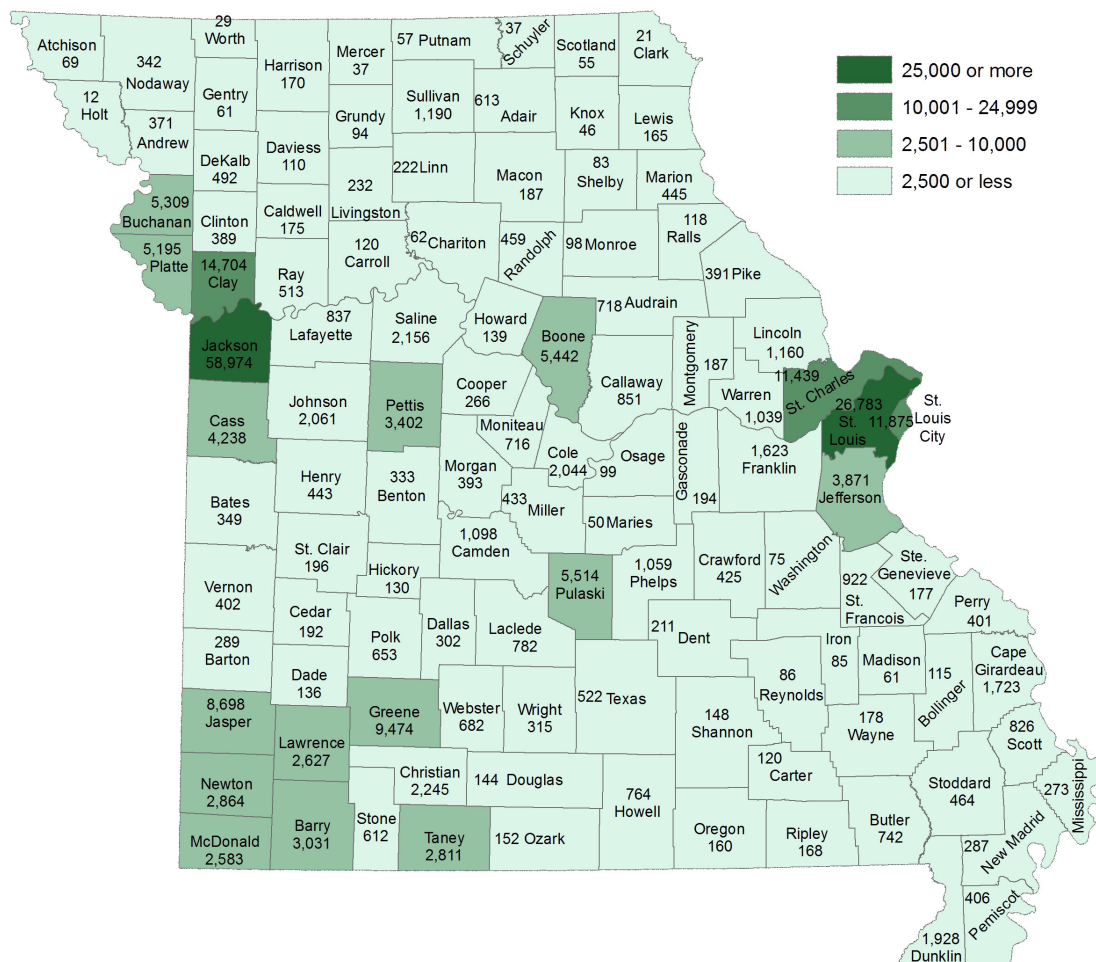 29
Worth
Atchison
69
342
Nodaway
Harrison
170
Mercer
37
57 Putnam
37
Schuyler
Scotland
55
21
Clark
25,000 or more
10,001 - 24,999
2,501 - 10,000
2,500 or less
12
Holt
Gentry
61
Sullivan
1,190
613
Adair
Knox
46
Lewis
165
371
Andrew
Grundy
94
DeKalb
492
Daviess
110
222 Linn
Macon
187
83
Shelby
Marion
445
232
Livingston
5,309
Buchanan
Clinton
389
Caldwell
175
62 Chariton
459
Randolph
98 Monroe
118
Ralls
5,195
Platte
14,704
Clay
Ray
513
120
Carroll
391 Pike
837
Lafayette
Saline
2,156
Howard
139
Boone
5,442
718 Audrain
Jackson
58,974
Montgomery
187
Lincoln
1,160
Callaway
851
Warren
1,039
11,439
St. Charles
26,783
St.
Louis
11,875
St.
Louis
City
Cass
4,238
Johnson
2,061
Pettis
3,402
Cooper
266
Moniteau
716
Cole
2,044
99
Osage
Gasconade
194
1,623
Franklin
3,871
Jefferson
Bates
349
Henry
443
333
Benton
Morgan
393
433
Miller
50 Maries
1,098
Camden
St. Clair
196
Hickory
130
5,514
Pulaski
1,059
Phelps
Crawford
425
75
Washington
922
St.
Francois
Ste.
Genevieve
177
Perry
401
Vernon
402
Cedar
192
Polk
653
Dallas
302
Laclede
782
211
Dent
Iron
85
Madison
61
115
Bollinger
Cape
Girardeau
1,723
289
Barton
Dade
136
86
Reynolds
8,698
Jasper
Greene
9,474
Webster
682
Wright
315
522 Texas
148
Shannon
178
Wayne
826
Scott
Lawrence
2,627
Newton
2,864
Christian
2,245
144 Douglas
764
Howell
120
Carter
Stoddard
464
273
Mississippi
McDonald
2,583
Barry
3,031
Stone
612
Taney
2,811
152 Ozark
Oregon
160
Ripley
168
Butler
742
287
New Madrid
406
Pemiscot
1,928
Dunklin